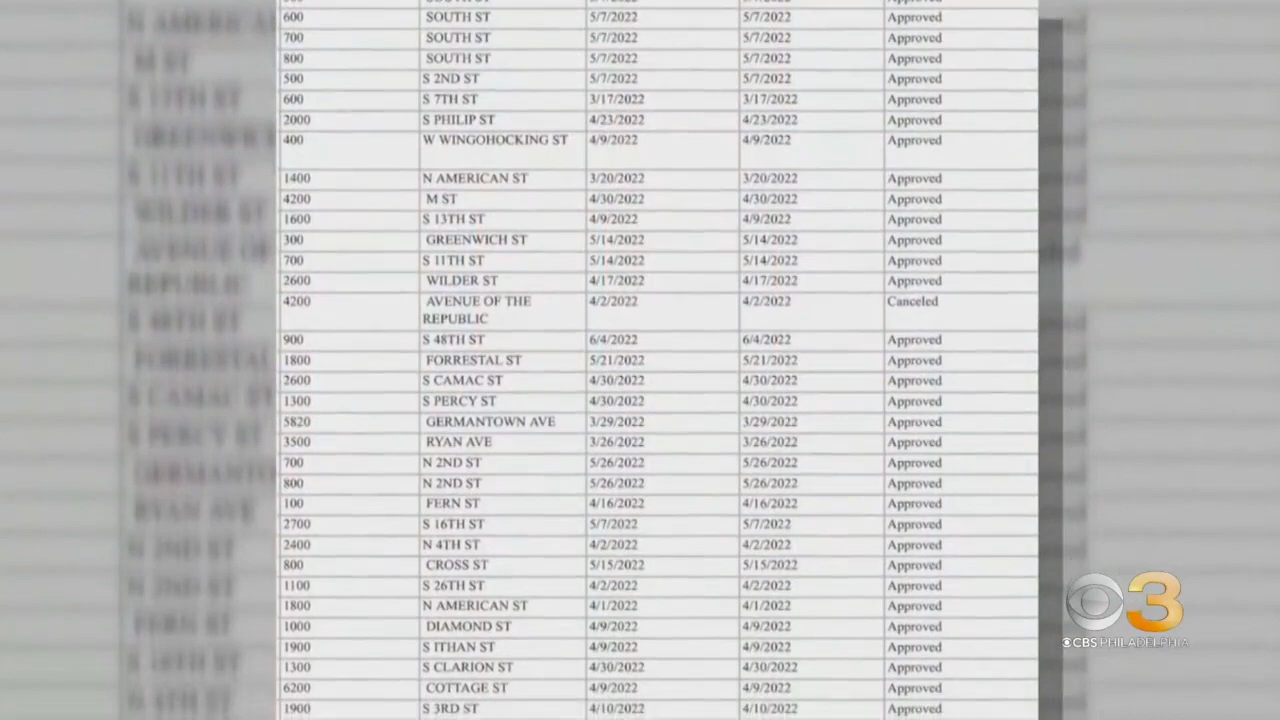 600 SOUTH ST 5/7/2022 5/7/2022 Approved
700 SOUTH ST 5/7/2022 5/7/2022 Approved
800 SOUTH ST 5/7/2022 5/7/2022 Approved
500 S 2ND ST 5/7/2022 5/7/2022 Approved
600 S 7TH ST 3/17/2022 3/17/2022 Approved
2000 S PHILIP ST 4/23/2022 4/23/2022 Approved
400 W WINGOHOCKING ST 4/9/2022 4/9/2022 Approved
1400 N AMERICAN ST 3/20/2022 3/20/2022 Approved
4200 M ST 4/30/2022 4/30/2022 Approved
1600 S 13TH ST 4/9/2022 4/9/2022 Approved
300 GREENWICH ST 5/14/2022 5/14/2022 Approved
700 S 11TH ST 5/14/2022 5/14/2022 Approved
2600 WILDER ST 4/17/2022 4/17/2022 Approved
4200 AVENUE OF THE 4/2/2022 4/2/2022 Canceled
REPUBLIC
900 S 48TH ST 6/4/2022 6/4/2022 Approved
1800 FORRESTAL ST 5/21/2022 5/21/2022 Approved
2600 S CAMAC ST 4/30/2022 4/30/2022 Approved
1300 S PERCY ST 4/30/2022 4/30/2022 Approved
5820 GERMANTOWN AVE 3/29/2022 3/29/2022 Approved
3500 RYAN AVE 3/26/2022 3/26/2022 Approved
700 N 2ND ST 5/26/2022 5/26/2022 Approved
800 N 2ND ST 5/26/2022 5/26/2022 Approved
100 FERN ST 4/16/2022 4/16/2022 Approved
2700 S 16TH ST 5/7/2022 5/7/2022 Approved
2400 N 4TH ST 4/2/2022 4/2/2022 Approved
800 CROSS ST 5/15/2022 5/15/2022 Approved
1100 S 26TH ST 4/2/2022 4/2/2022 Approved
1800 N AMERICAN ST 4/1/2022 4/1/2022 Approved
1000 DIAMOND ST 4/9/2022 4/9/2022 Approved
1900 S ITHAN ST 4/9/2022 4/9/2022 Approved
1300 S CLARION ST 4/30/2022 4/30/2022 Approved
6200 COTTAGE ST 4/9/2022 4/9/2022 Approved
1900 S 3RD ST 4/10/2022 4/10/2022 Approved
3
CBS PHILADELPHIA